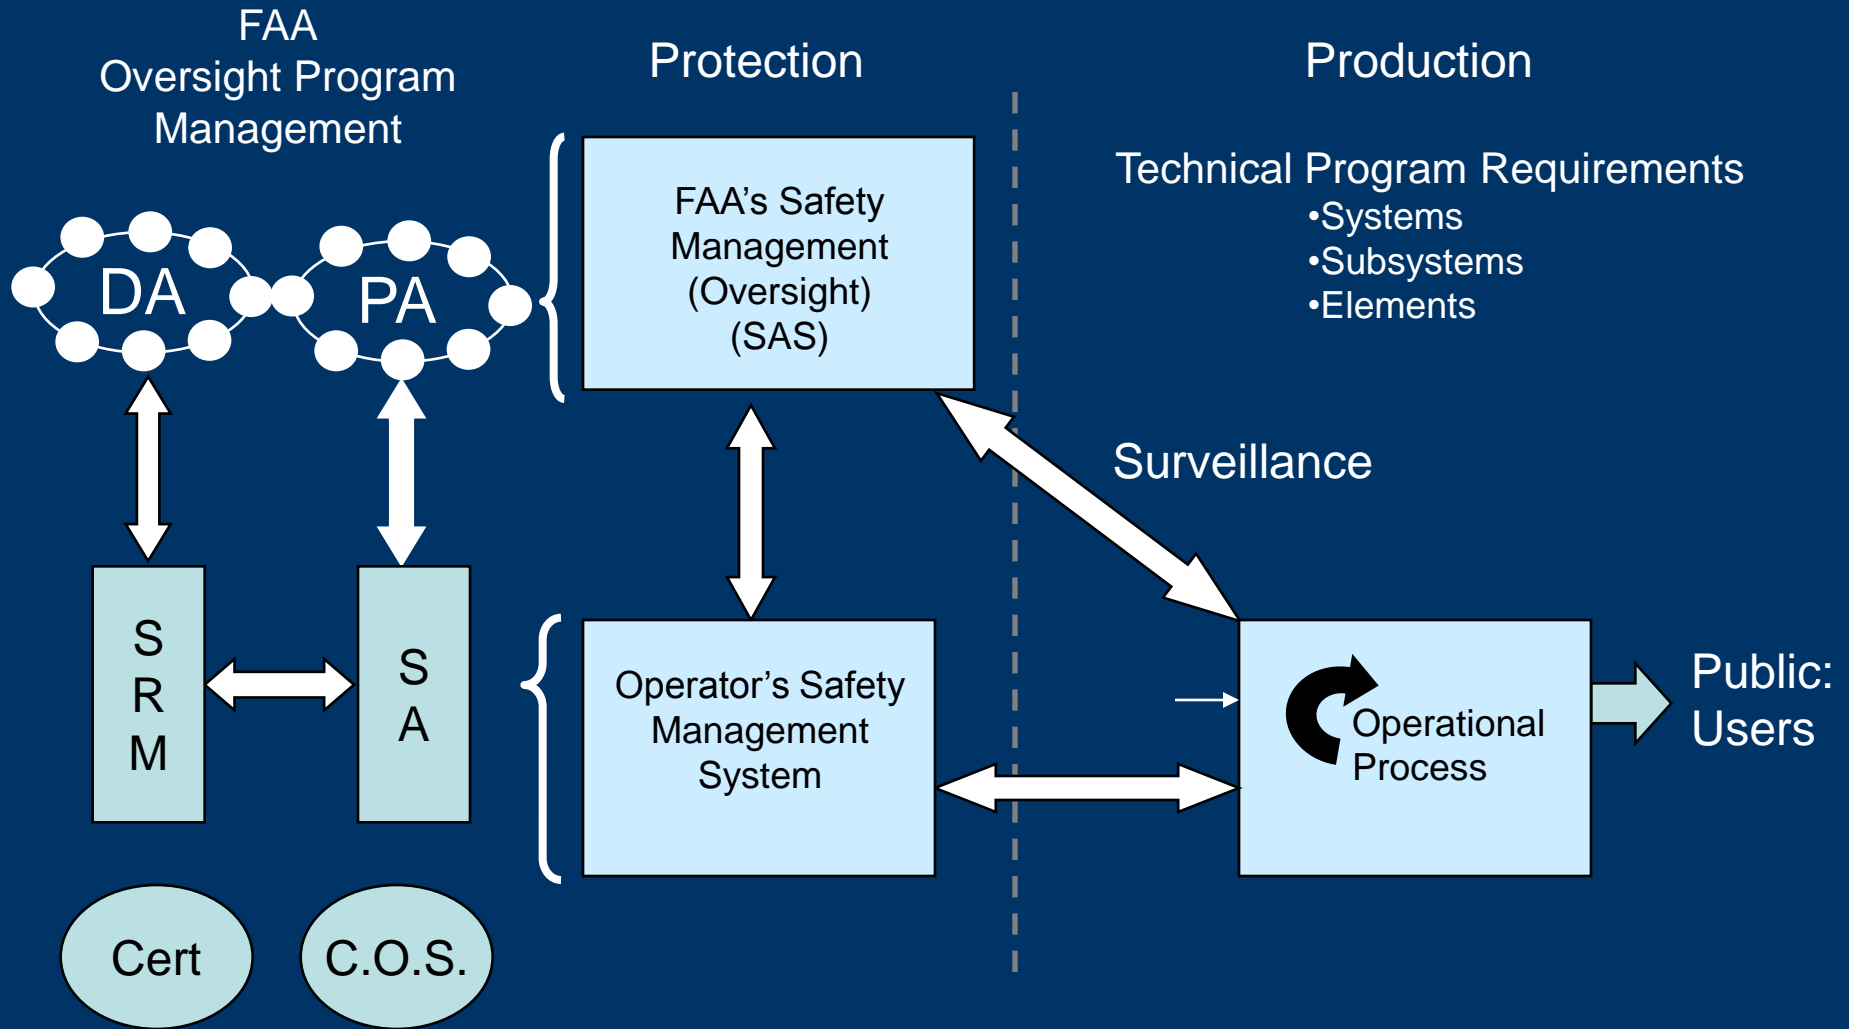 FAA
Oversight Program
Management
Protection
Production
Technical Program Requirements
•Systems
•Subsystems
•Elements
DA
PA
FAA’s Safety
Management
(Oversight)
(SAS)
Surveillance
S
R
M
S
A
Operator’s Safety
Management
System
Operational
Process
Public:
Users
Cert
C.O.S.